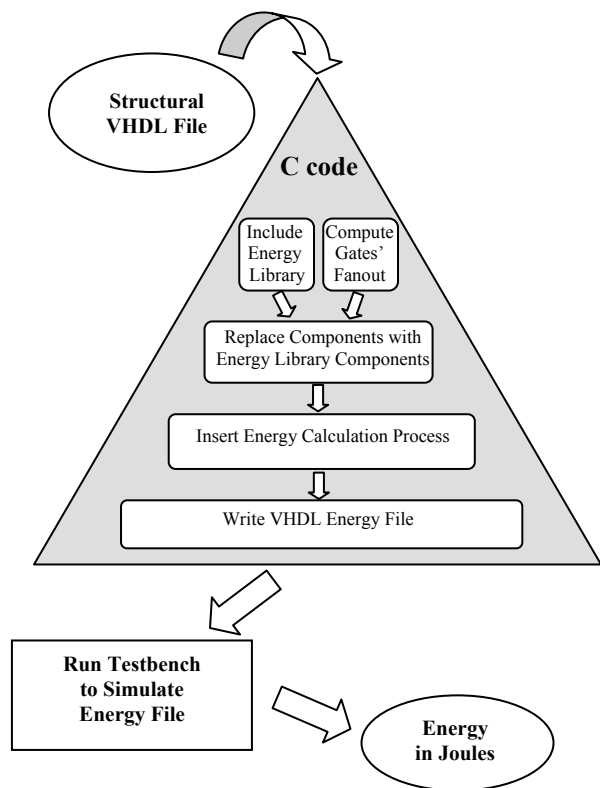 Structural
VHDL File
C code
Include
Energy
Library
Compute
Gates’
Fanout
Replace Components with
Energy Library Components
Insert Energy Calculation Process
Write VHDL Energy File
Run Testbench
to Simulate
Energy File
Energy
in Joules